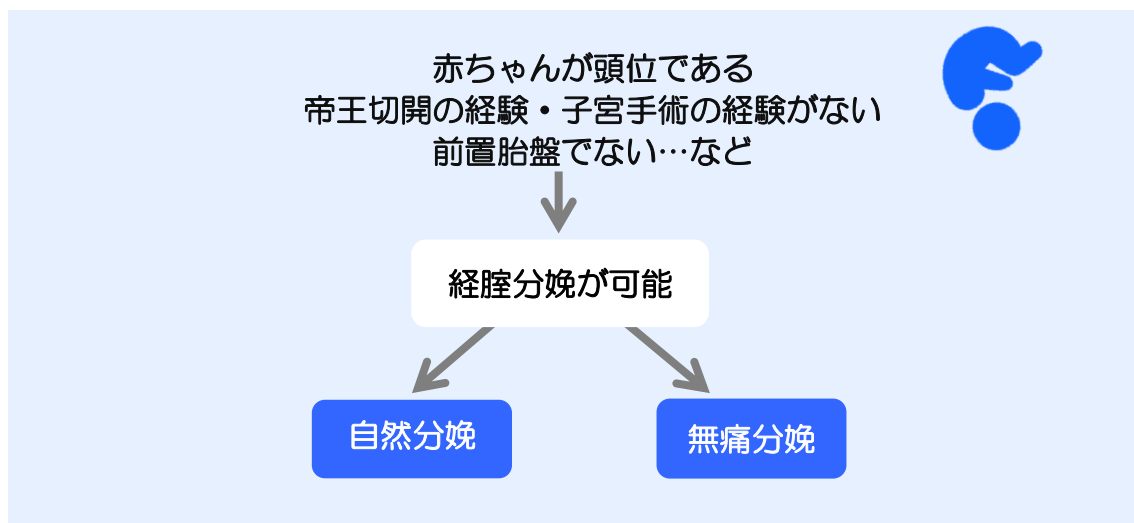 赤ちゃんが頭位である
帝王切開の経験・子宮手術の経験がない
前置胎盤でない…など
経腟分娩が可能
自然分娩
無痛分娩